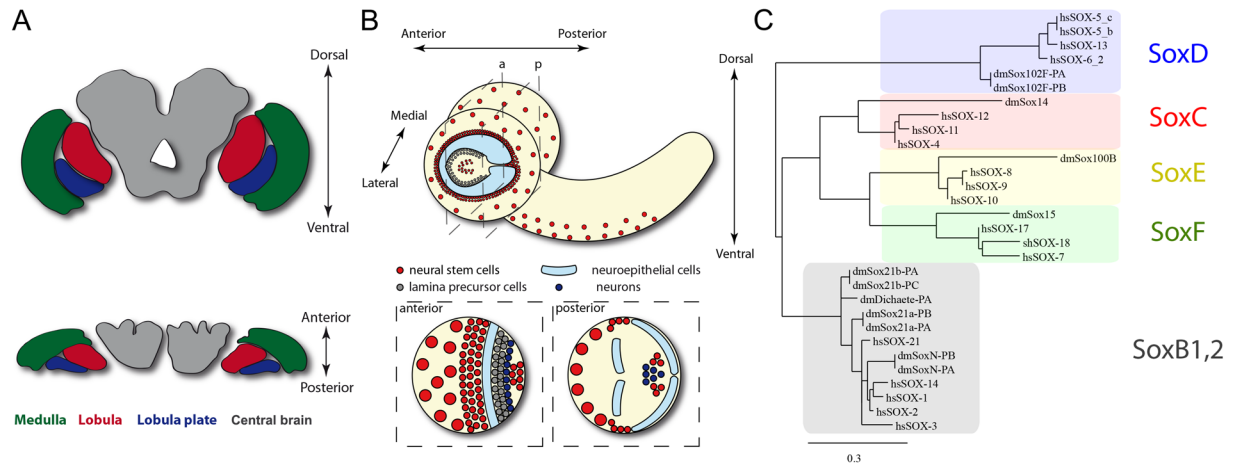 A
Dorsal
Ventral
Anterior
Posterior
Medulla Lobula Lobula plate Central brain
B
Anterior Posterior
a p
Medial
Lateral
Dorsal
Ventral
neural stem cells neuroepithelial cells
lamina precursor cells neurons
anterior posterior
C
hsSOX-5_c
hsSOX-5_b
hsSOX-13
hsSOX-6_2
dmSox102F-PA
dmSox102F-PB
SoxD
dmSox14
hsSOX-12
hsSOX-11
hsSOX-4
SoxC
dmSox100B
hsSOX-8
hsSOX-9
hsSOX-10
SoxE
dmSox15
hsSOX-17
shSOX-18
hsSOX-7
SoxF
dmSox21b-PA
dmSox21b-PC
dmDichaete-PA
dmSox21a-PB
dmSox21a-PA
hsSOX-21
dmSoxN-PB
dmSoxN-PA
hsSOX-14
hsSOX-1
hsSOX-2
hsSOX-3
SoxB1,2
0.3